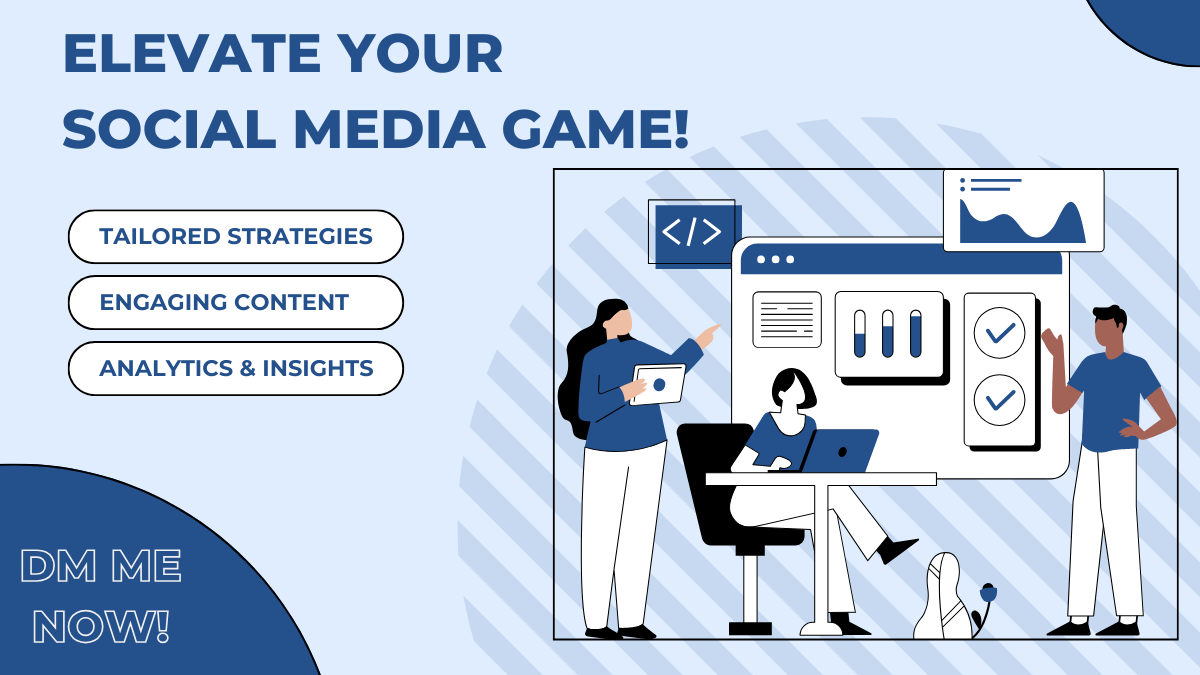 ELEVATE YOUR
SOCIAL MEDIA GAME!
TAILORED STRATEGIES
ENGAGING CONTENT
ANALYTICS & INSIGHTS
</>
DM ME
NOW!